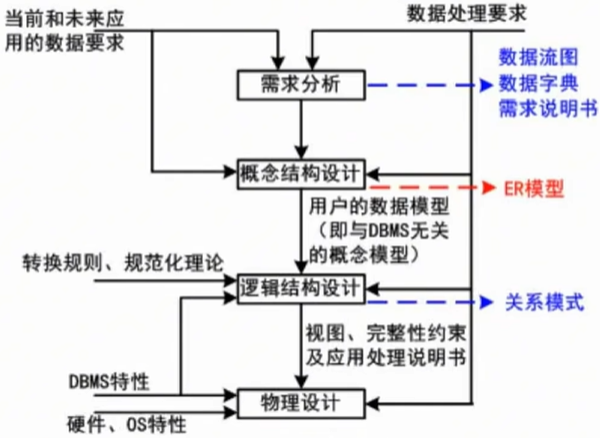 当前和未来应
用的数据要求
数据处理要求
需求分析
数据流图
数据字典
需求说明书
概念结构设计
ER模型
用户的数据模型
（即与DBMS无关
的概念模型）
转换规则、规范化理论
逻辑结构设计
关系模式
视图、完整性约束
及应用处理说明书
DBMS特性
物理设计
硬件、OS特性